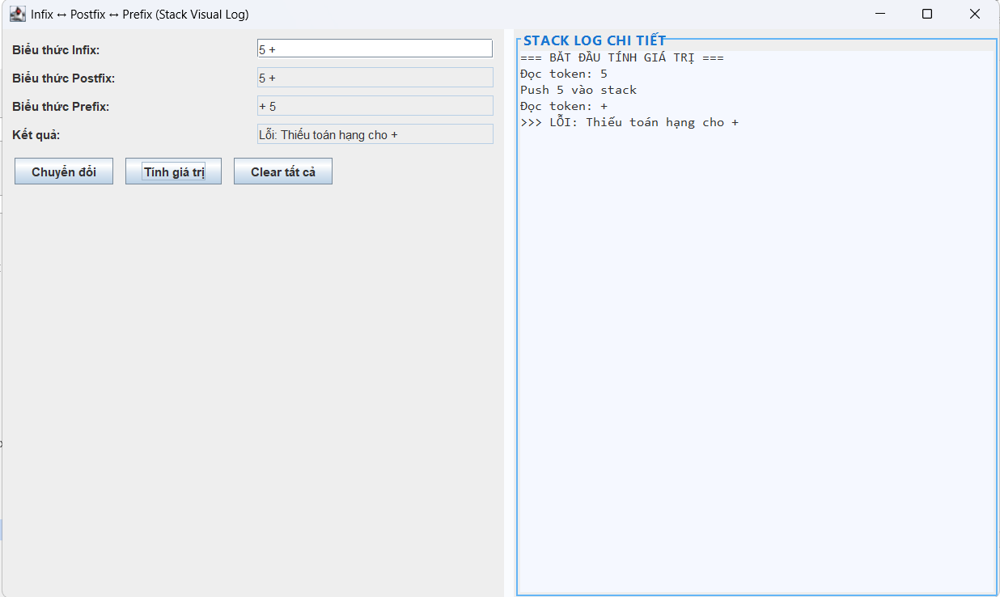 Infix ↔ Postfix ↔ Prefix (Stack Visual Log)
Biểu thức Infix:
5 +
Biểu thức Postfix:
5 +
Biểu thức Prefix:
+ 5
Kết quả:
Lỗi: Thiếu toán hạng cho +
Chuyển đổi
Tính giá trị
Clear tất cả
STACK LOG CHI TIẾT
=== BẮT ĐẦU TÍNH GIÁ TRỊ ===
Đọc token: 5
Push 5 vào stack
Đọc token: +
>>> LỖI: Thiếu toán hạng cho +